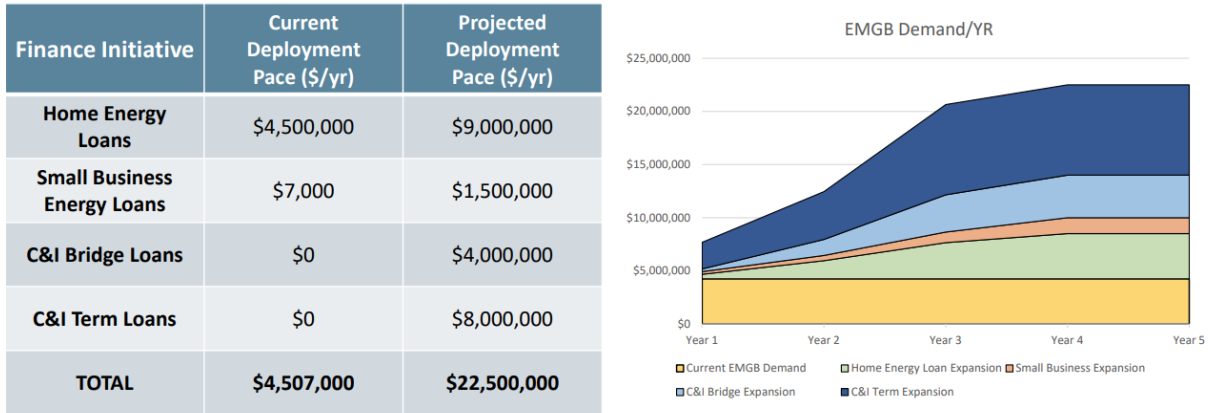 Finance Initiative
Current
Deployment
Pace ($/yr)
Projected
Deployment
Pace ($/yr)
Home Energy
Loans
$4,500,000
$9,000,000
Small Business
Energy Loans
$7,000
$1,500,000
C&I Bridge Loans
$0
$4,000,000
C&I Term Loans
$0
$8,000,000
TOTAL
$4,507,000
$22,500,000
EMGB Demand/YR
$25,000,000
$20,000,000
$15,000,000
$10,000,000
$5,000,000
$0
Year 1 Year 2 Year 3 Year 4 Year 5
Current EMGB Demand Home Energy Loan Expansion Small Business Expansion
C&I Bridge Expansion C&I Term Expansion